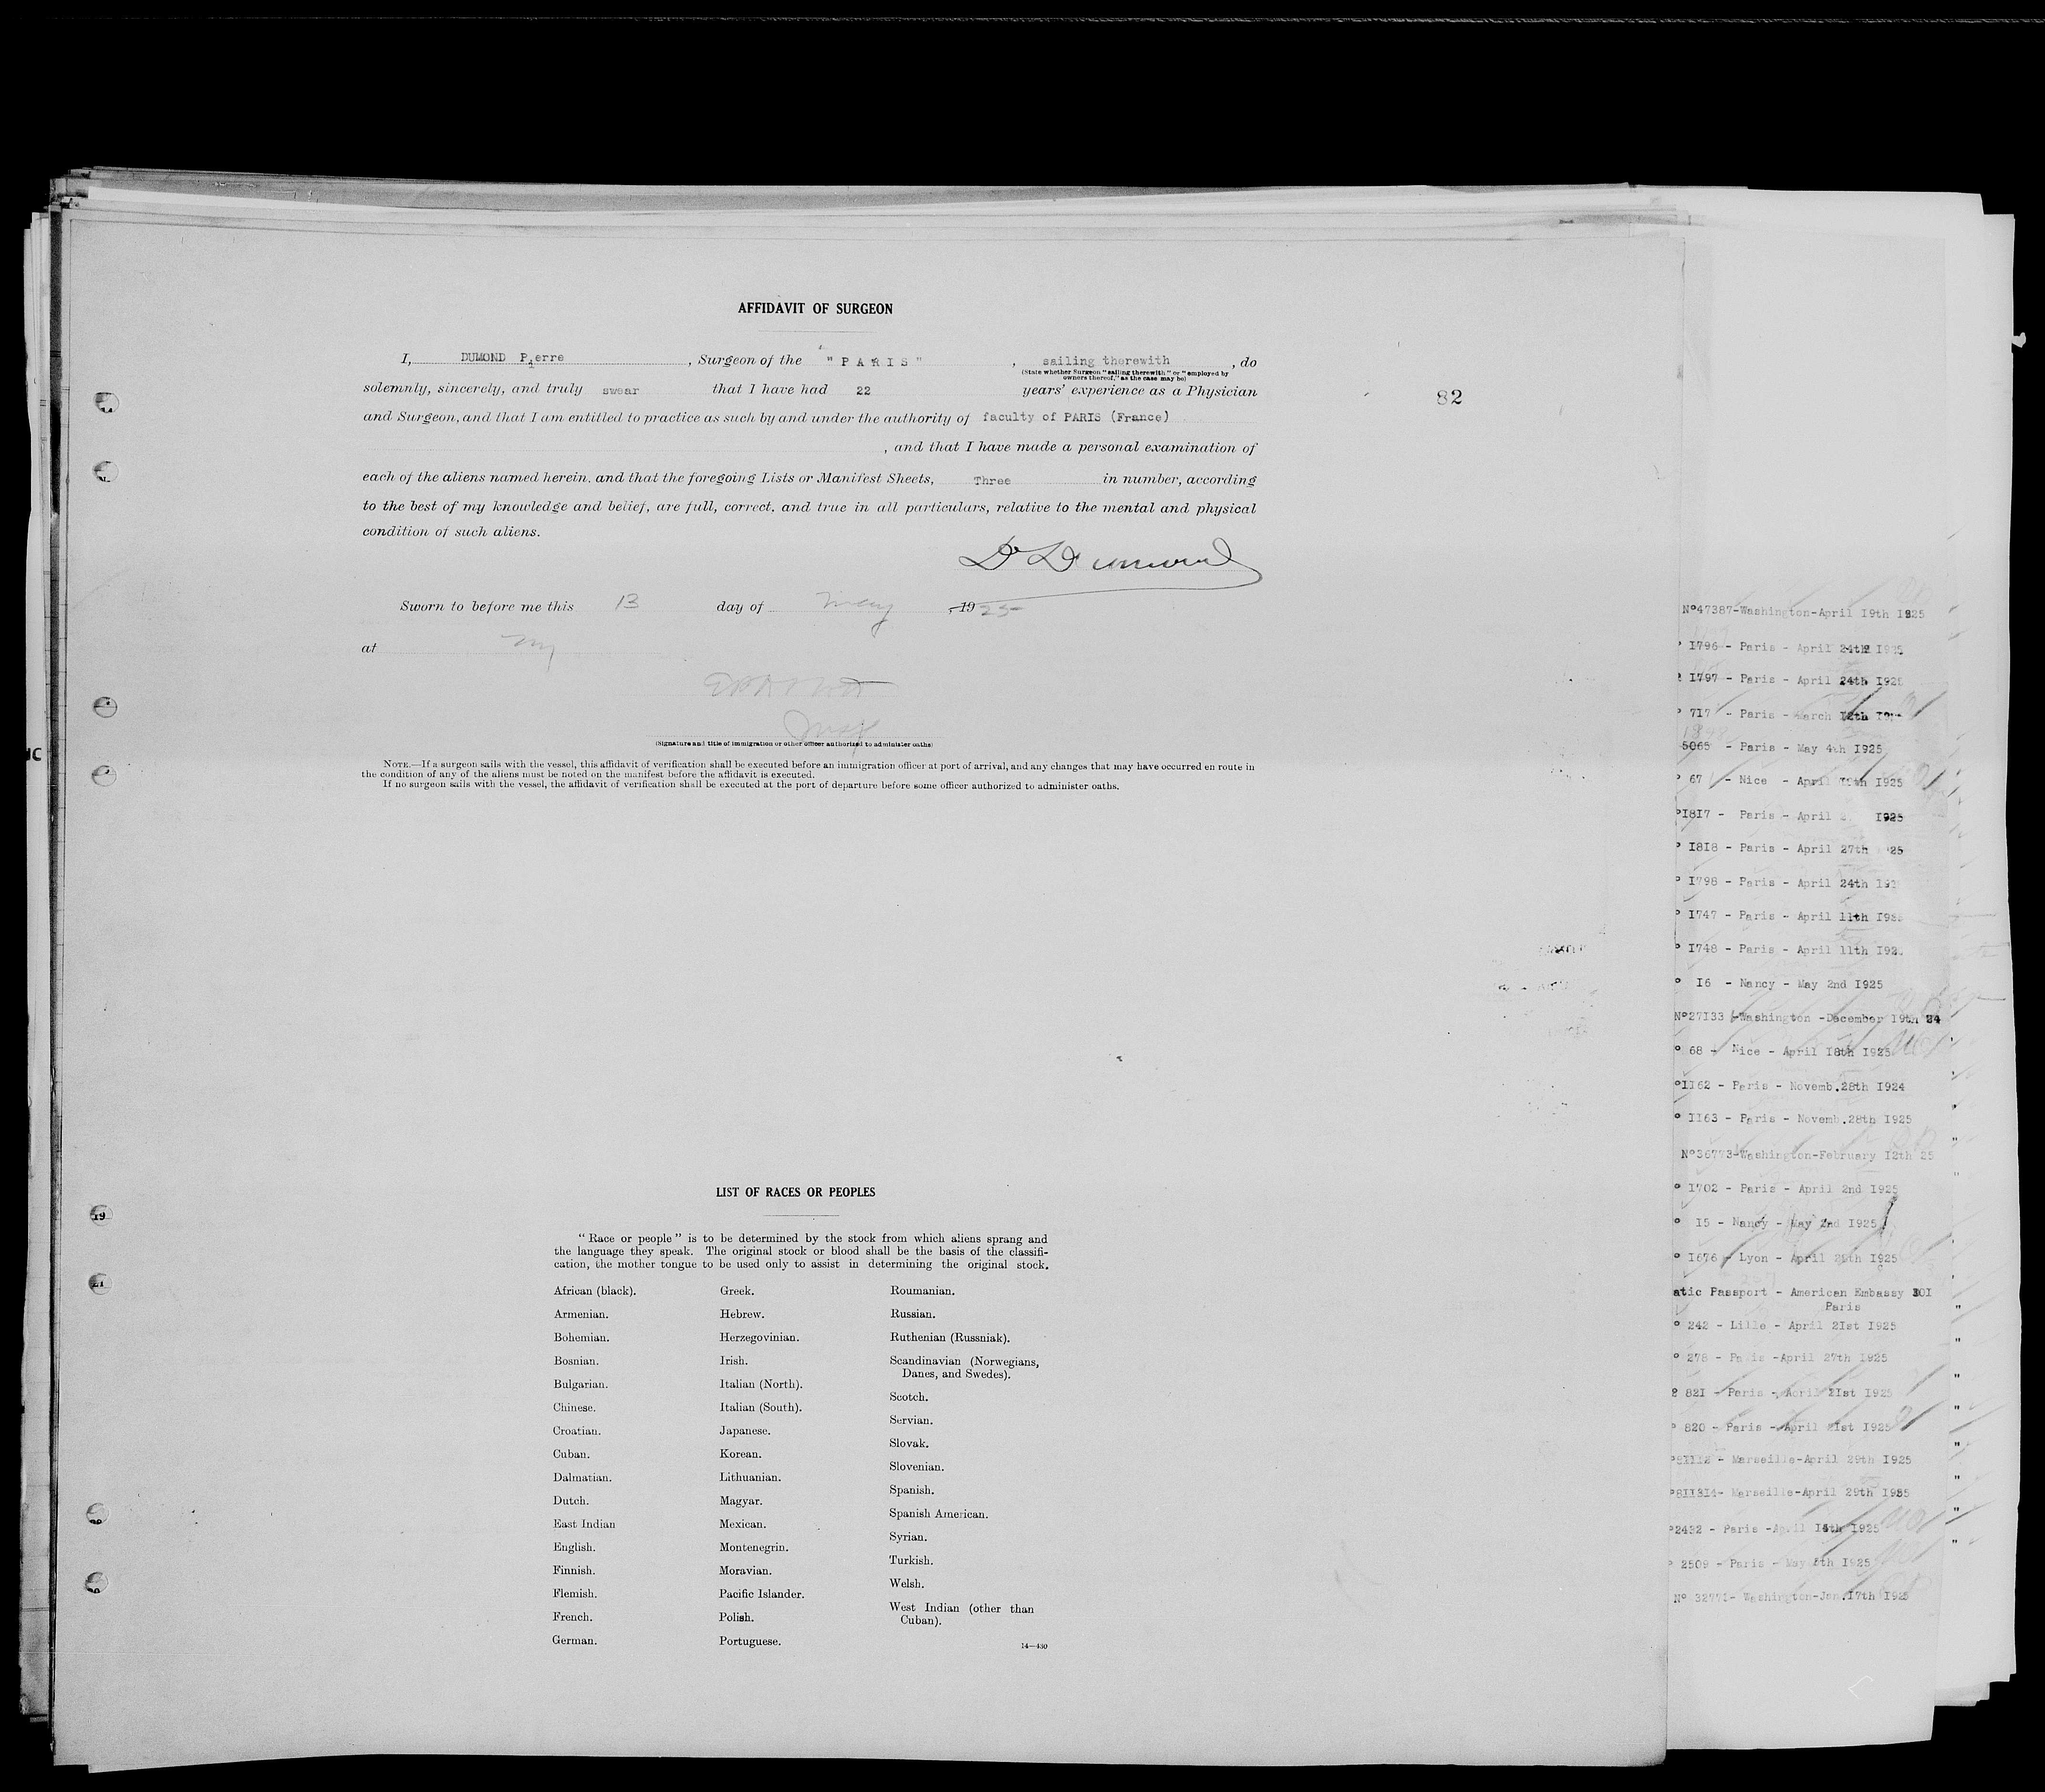 AFFIDAVIT OF SURGEON
I, DUMOND Pierre, Surgeon of the "PARIS", sailing therewith, do
(State whether Surgeon "sailing therewith" or "employed by
owners thereof," as the case may be)
solemnly, sincerely, and truly swear that I have had 22 years' experience as a Physician
82
and Surgeon, and that I am entitled to practice as such by and under the authority of faculty of PARIS (France)
, and that I have made a personal examination of
each of the aliens named herein, and that the foregoing Lists or Manifest Sheets, Three in number, according
to the best of my knowledge and belief, are full, correct, and true in all particulars, relative to the mental and physical
condition of such aliens.
Dr Dumond
Sworn to before me this 13 day of May, 1925
at NY
(Signature and title of immigration or other officer authorized to administer oaths)
NOTE.—If a surgeon sails with the vessel, this affidavit of verification shall be executed before an immigration officer at port of arrival, and any changes that may have occurred en route in
the condition of any of the aliens must be noted on the manifest before the affidavit is executed.
If no surgeon sails with the vessel, the affidavit of verification shall be executed at the port of departure before some officer authorized to administer oaths.
LIST OF RACES OR PEOPLES
"Race or people" is to be determined by the stock from which aliens sprang and
the language they speak. The original stock or blood shall be the basis of the classifi-
cation, the mother tongue to be used only to assist in determining the original stock.
African (black).
Armenian.
Bohemian.
Bosnian.
Bulgarian.
Chinese.
Croatian.
Cuban.
Dalmatian.
Dutch.
East Indian
English.
Finnish.
Flemish.
French.
German.
Greek.
Hebrew.
Herzegovinian.
Irish.
Italian (North).
Italian (South).
Japanese.
Korean.
Lithuanian.
Magyar.
Mexican.
Montenegrin.
Moravian.
Pacific Islander.
Polish.
Portuguese.
Roumanian.
Russian.
Ruthenian (Russniak).
Scandinavian (Norwegians,
Danes, and Swedes).
Scotch.
Servian.
Slovak.
Slovenian.
Spanish.
Spanish American.
Syrian.
Turkish.
Welsh.
West Indian (other than
Cuban).
14—430
Nº47387-Washington-April 19th 1925
1796 - Paris - April 24th
1797 - Paris - April 24th
717 - Paris - March 12th
5065 - Paris - May 4th 1925
67 - Nice - April 1925
1817 - Paris - April 1925
1818 - Paris - April 27th 25
1798 - Paris - April 24th
1747 - Paris - April 11th
1748 - Paris - April 11th
16 - Nancy - May 2nd 1925
Nº27133 -Washington -December 19th 24
68 - Nice - April 18th 1925
1162 - Paris - Novemb.28th 1924
1163 - Paris - Novemb.28th 1925
Nº36773-Washington-February 12th 25
1702 - Paris - April 2nd 1925
15 - Nancy - May 2nd 1925
1676 - Lyon - April 29th 1925
atic Passport - American Embassy
Paris
242 - Lille - April 21st 1925
278 - Paris -April 27th 1925
821 - Paris - April 21st 1925
820 - Paris - April 21st 1925
- Marseille-April 29th 1925
- Marseille-April 29th
2432 - Paris -April 1925
2509 - Paris - May 1925
Nº 32771- Washington-Jan.17th 1925